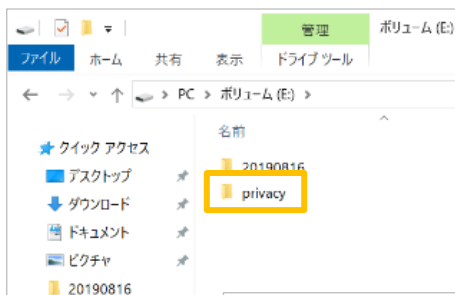 管理
ボリューム (E:)
ファイル ホーム 共有 表示 ドライブ ツール
PC > ボリューム (E:) >
名前
クイック アクセス
20190816
デスクトップ
privacy
ダウンロード
ドキュメント
ピクチャ
20190816